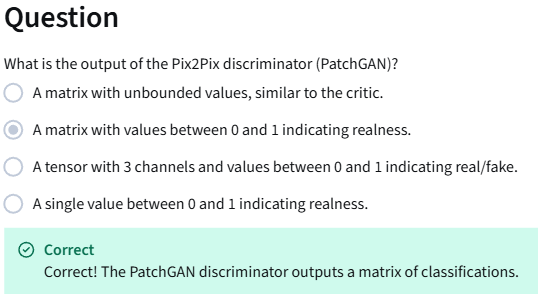 Question
What is the output of the Pix2Pix discriminator (PatchGAN)?
A matrix with unbounded values, similar to the critic.
A matrix with values between 0 and 1 indicating realness.
A tensor with 3 channels and values between 0 and 1 indicating real/fake.
A single value between 0 and 1 indicating realness.
Correct
Correct! The PatchGAN discriminator outputs a matrix of classifications.